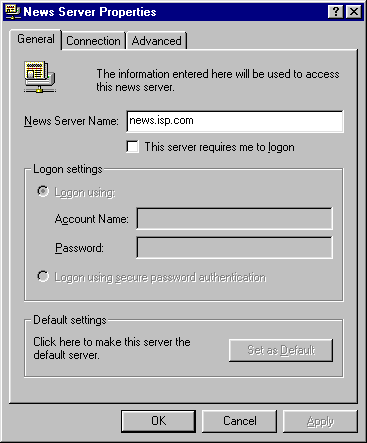 News Server Properties
General Connection Advanced
The information entered here will be used to access
this news server.
News Server Name: news.isp.com
This server requires me to logon
Logon settings
Logon using:
Account Name:
Password:
Logon using secure password authentication
Default settings
Click here to make this server the
default server.
Set as Default
OK Cancel Apply